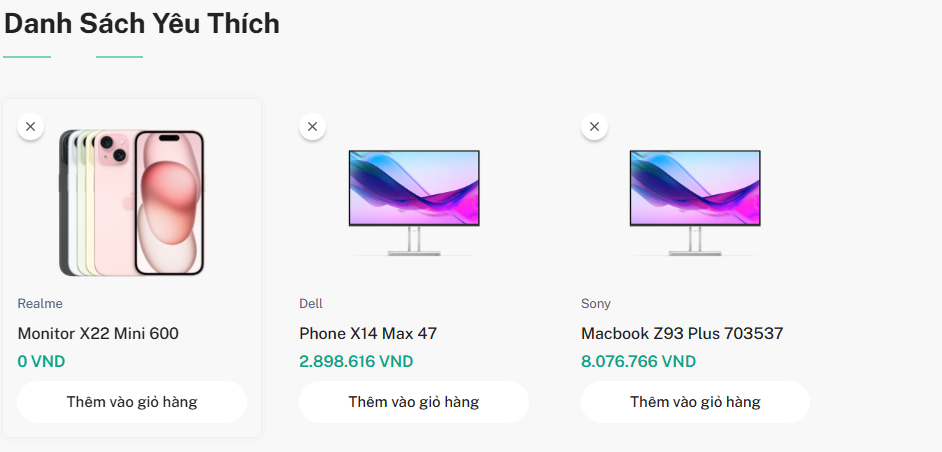 Danh Sách Yêu Thích
Realme
Monitor X22 Mini 600
0 VND
Thêm vào giỏ hàng
Dell
Phone X14 Max 47
2.898.616 VND
Thêm vào giỏ hàng
Sony
Macbook Z93 Plus 703537
8.076.766 VND
Thêm vào giỏ hàng